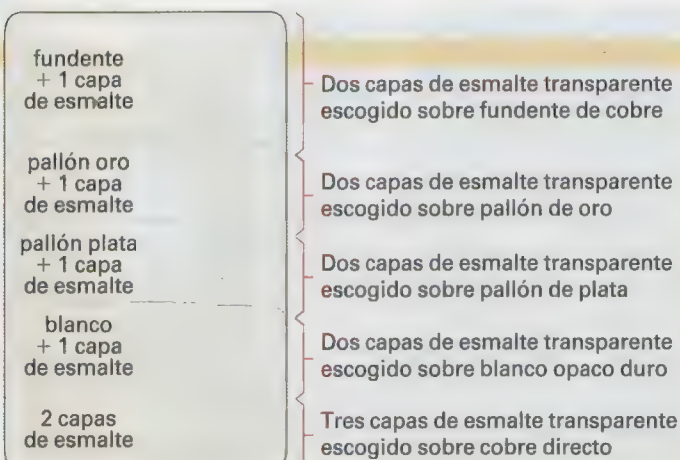 fundente
+ 1 capa
de esmalte
Dos capas de esmalte transparente
escogido sobre fundente de cobre
pallón oro
+ 1 capa
de esmalte
Dos capas de esmalte transparente
escogido sobre pallón de oro
pallón plata
+ 1 capa
de esmalte
Dos capas de esmalte transparente
escogido sobre pallón de plata
blanco
+ 1 capa
de esmalte
Dos capas de esmalte transparente
escogido sobre blanco opaco duro
2 capas
de esmalte
Tres capas de esmalte transparente
escogido sobre cobre directo